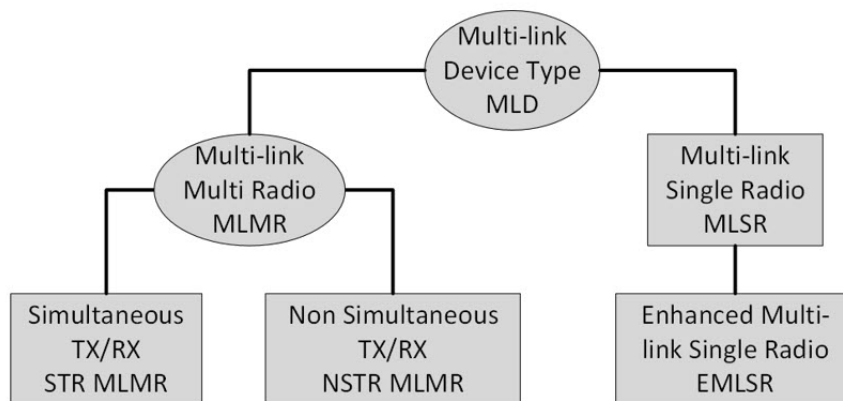 Multi-link
Device Type
MLD
Multi-link
Multi Radio
MLMR
Multi-link
Single Radio
MLSR
Simultaneous
TX/RX
STR MLMR
Non Simultaneous
TX/RX
NSTR MLMR
Enhanced Multi-
link Single Radio
EMLSR